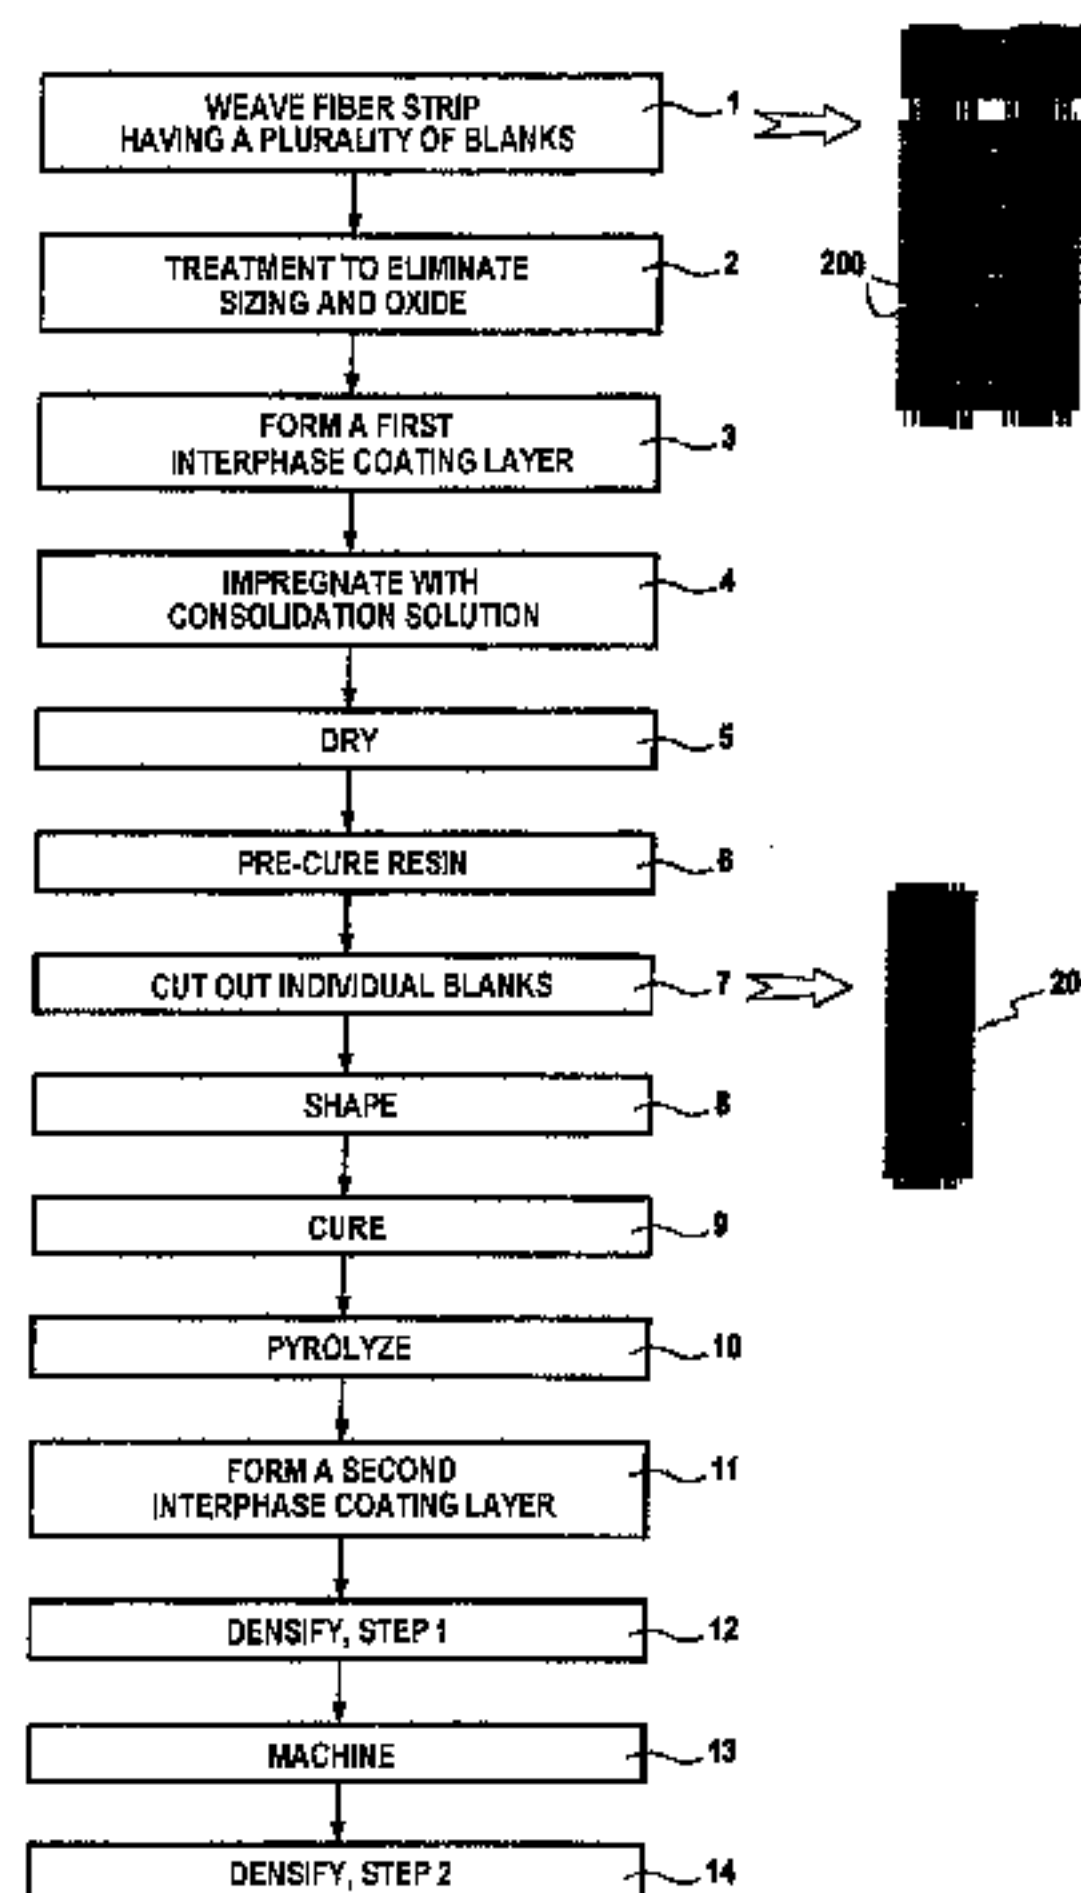 WEAVE FIBER STRIP
HAVING A PLURALITY OF BLANKS
1
TREATMENT TO ELIMINATE
SIZING AND OXIDE
2
200
FORM A FIRST
INTERPHASE COATING LAYER
3
IMPREGNATE WITH
CONSOLIDATION SOLUTION
4
DRY
5
PRE-CURE RESIN
6
CUT OUT INDIVIDUAL BLANKS
7
20
SHAPE
8
CURE
9
PYROLYZE
10
FORM A SECOND
INTERPHASE COATING LAYER
11
DENSIFY, STEP 1
12
MACHINE
13
DENSIFY, STEP 2
14